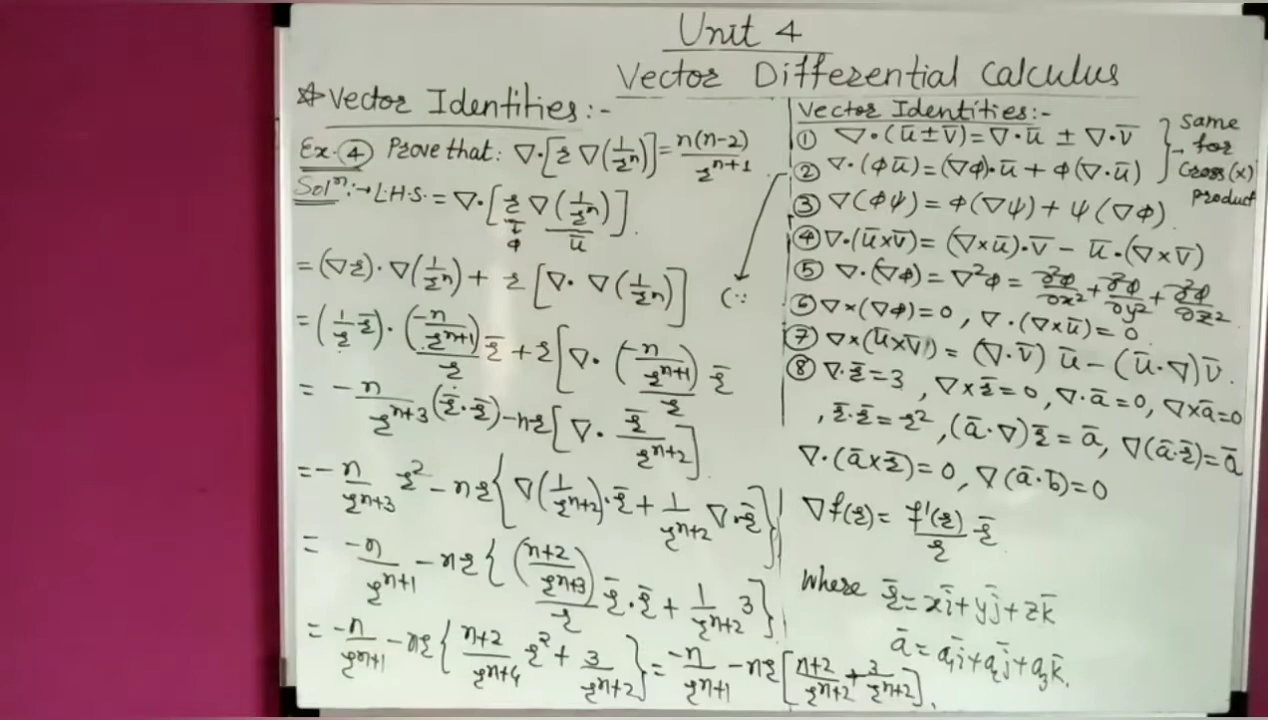 Unit 4
Vector Differential Calculus
☆ Vector Identities :-
Ex. ④ Prove that : ∇·[r ∇(1/rⁿ)] = n(n-2)/rⁿ⁺¹
Solⁿ :→ L.H.S. = ∇·[r ∇(1/rⁿ)]
↓ φ ū
= (∇r)·∇(1/rⁿ) + r [∇·∇(1/rⁿ)] (∵
= (1/r r̄)·(-n/rⁿ⁺¹)/r r̄ + r[∇·(-n/rⁿ⁺¹)/r r̄
= -n/rⁿ⁺³ (r̄·r̄) - nr[∇· r̄/rⁿ⁺²]
= -n/rⁿ⁺³ r² - nr{∇(1/rⁿ⁺²)·r̄ + 1/rⁿ⁺² ∇·r̄}
= -n/rⁿ⁺¹ - nr{(n+2/rⁿ⁺³)/r r̄·r̄ + 1/rⁿ⁺² 3}
= -n/rⁿ⁺¹ - nr{n+2/rⁿ⁺⁴ r² + 3/rⁿ⁺²} = -n/rⁿ⁺¹ - nr[n+2/rⁿ⁺² + 3/rⁿ⁺²].
Vector Identities :-
① ∇·(ū±v̄) = ∇·ū ± ∇·v̄
② ∇·(φū) = (∇φ)·ū + φ(∇·ū)
} same
→ for
Cross(x)
product
③ ∇(φψ) = φ(∇ψ) + ψ(∇φ)
④ ∇·(ū×v̄) = (∇×ū)·v̄ - ū·(∇×v̄)
⑤ ∇·(∇φ) = ∇²φ = ∂²φ/∂x² + ∂²φ/∂y² + ∂²φ/∂z²
⑥ ∇×(∇φ) = 0, ∇·(∇×ū) = 0
⑦ ∇×(ū×v̄) = (∇·v̄) ū - (ū·∇) v̄.
⑧ ∇·r̄ = 3, ∇×r̄ = 0, ∇·ā = 0, ∇×ā = 0
, r̄·r̄ = r², (ā·∇) r̄ = ā, ∇(ā·r̄) = ā
∇·(ā×r̄) = 0, ∇(ā·b̄) = 0
∇f(r) = f'(r)/r r̄
Where r̄ = xī + yj̄ + zk̄
ā = a₁ī + a₂j̄ + a₃k̄.